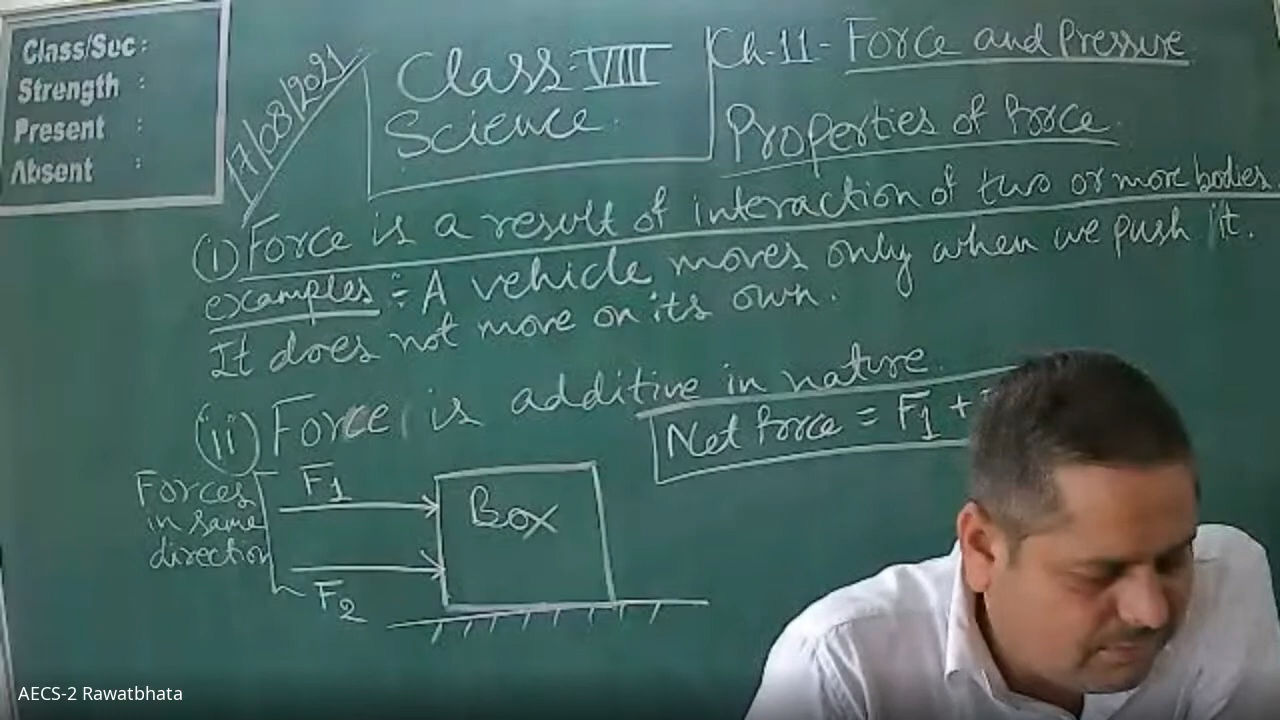 Class/Sec :
Strength :
Present :
Absent :
17/08/2021
Class:-VIII
Science
Ch-11- Force and Pressure
Properties of Force
(i) Force is a result of interaction of two or more bodies
examples :- A vehicle moves only when we push it.
It does not move on its own.
(ii) Force is additive in nature.
Net Force = F1 +
Forces
in same
direction
F1
F2
Box
AECS-2 Rawatbhata